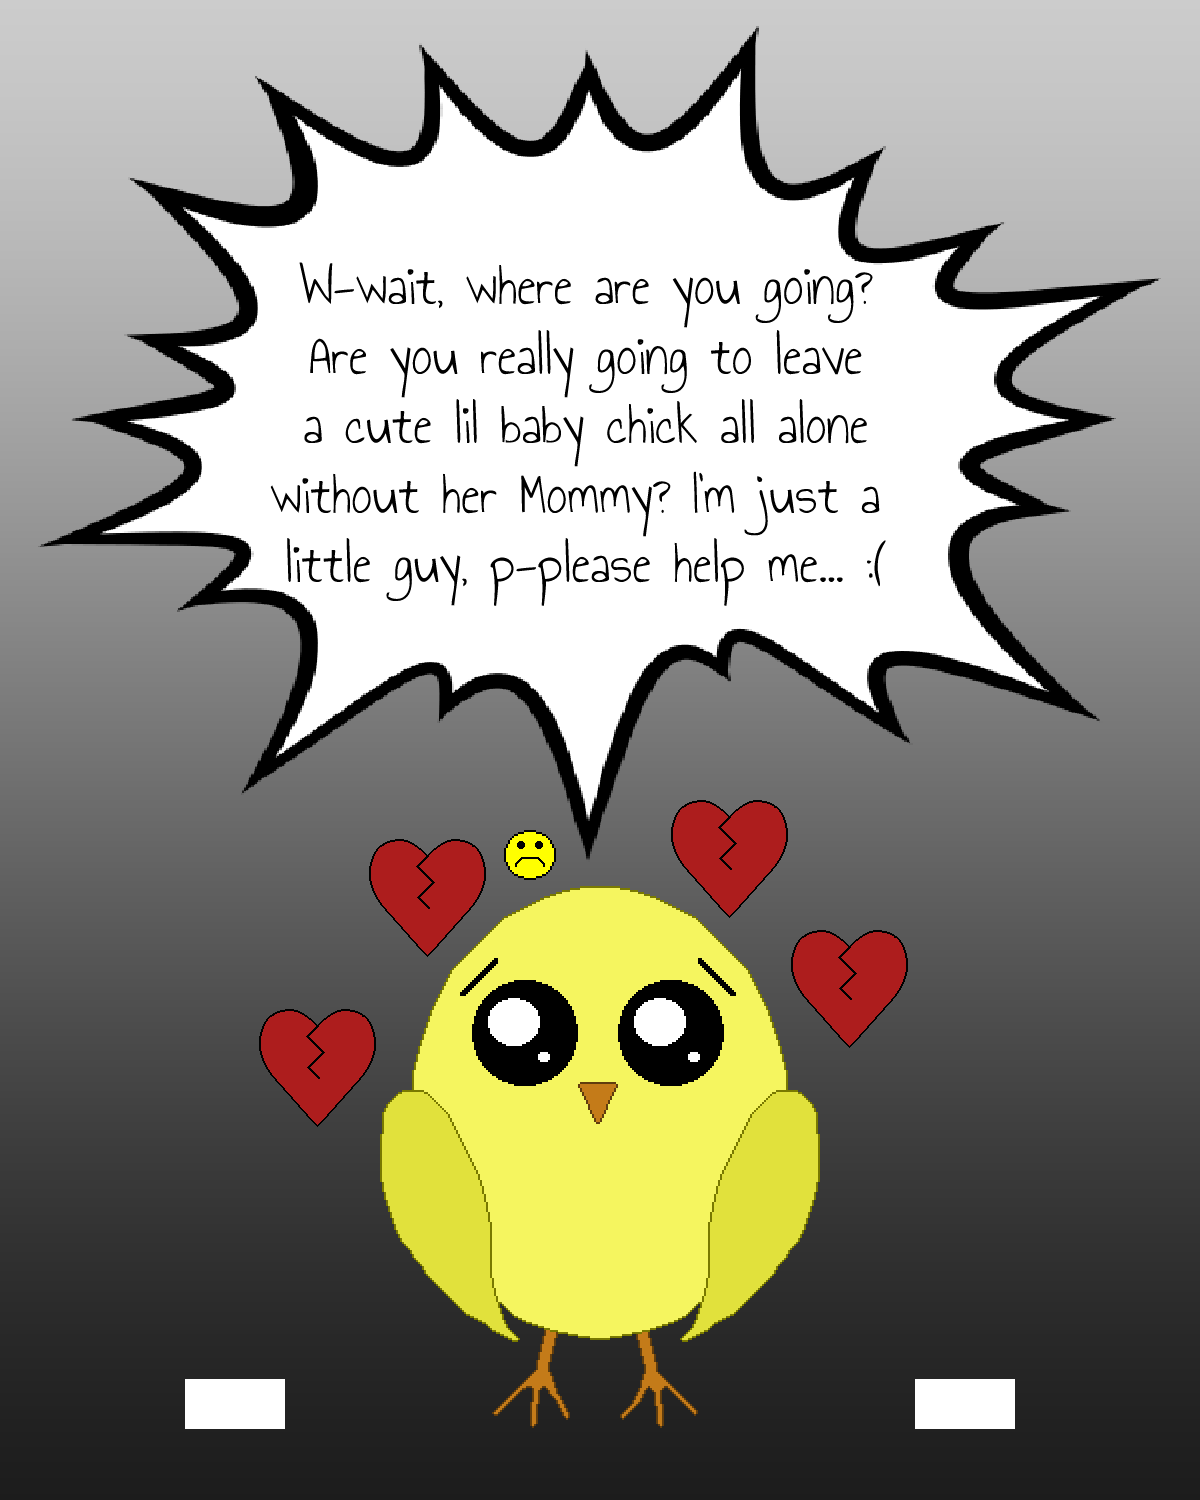 W-wait, where are you going?
Are you really going to leave
a cute lil baby chick all alone
without her Mommy? I'm just a
little guy, p-please help me... :(